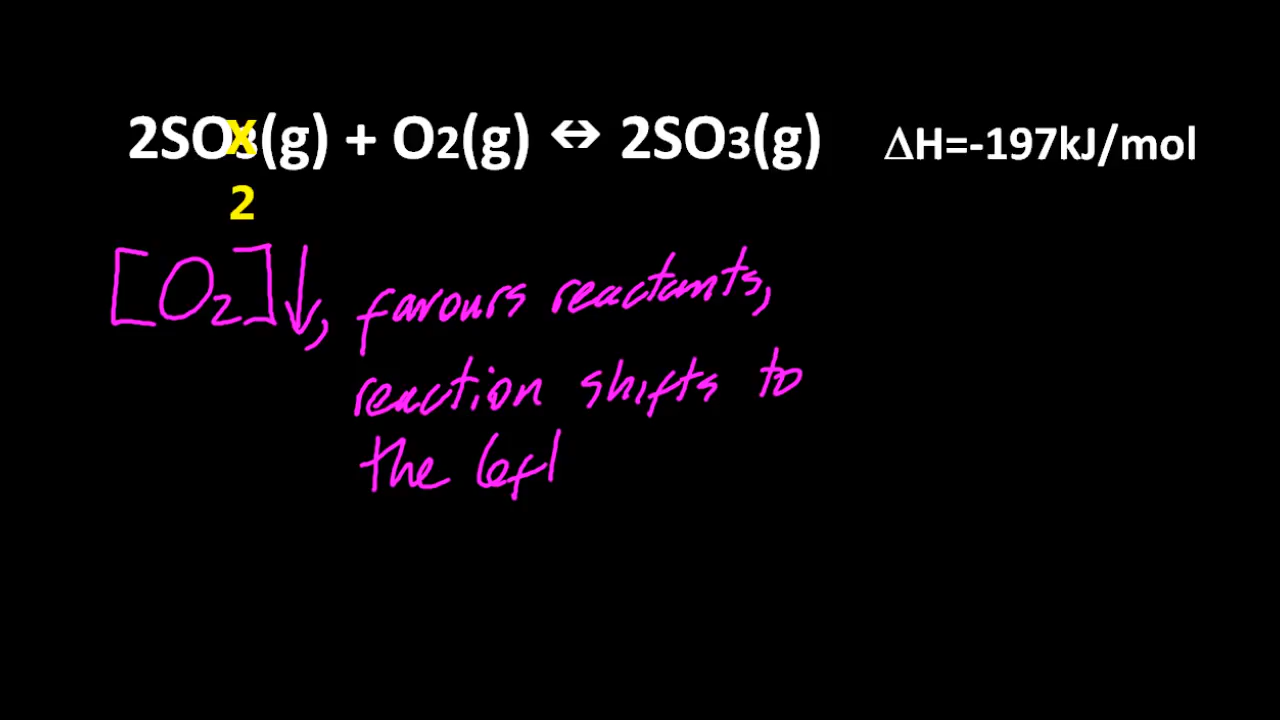 2SO3(g) + O2(g) ↔ 2SO3(g) ΔH=-197kJ/mol
X
2
[O2]↓, favours reactants,
reaction shifts to
the left